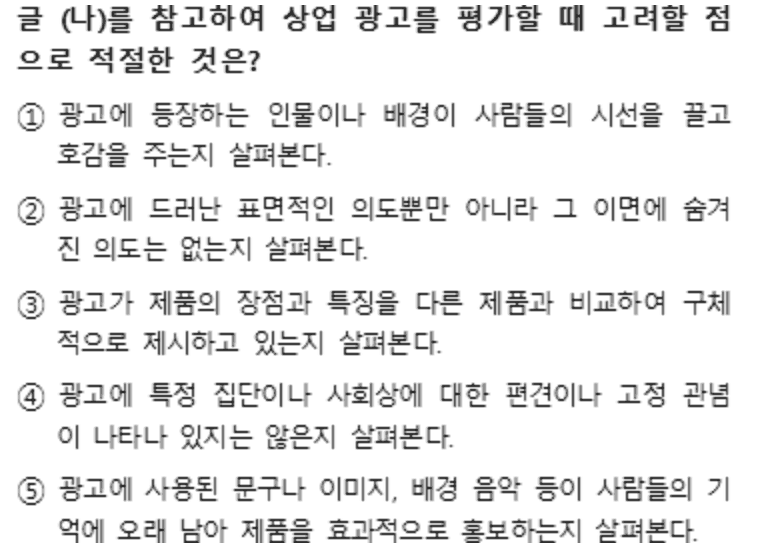 글 (나)를 참고하여 상업 광고를 평가할 때 고려할 점
으로 적절한 것은?
① 광고에 등장하는 인물이나 배경이 사람들의 시선을 끌고
호감을 주는지 살펴본다.
② 광고에 드러난 표면적인 의도뿐만 아니라 그 이면에 숨겨
진 의도는 없는지 살펴본다.
③ 광고가 제품의 장점과 특징을 다른 제품과 비교하여 구체
적으로 제시하고 있는지 살펴본다.
④ 광고에 특정 집단이나 사회상에 대한 편견이나 고정 관념
이 나타나 있지는 않은지 살펴본다.
⑤ 광고에 사용된 문구나 이미지, 배경 음악 등이 사람들의 기
억에 오래 남아 제품을 효과적으로 홍보하는지 살펴본다.